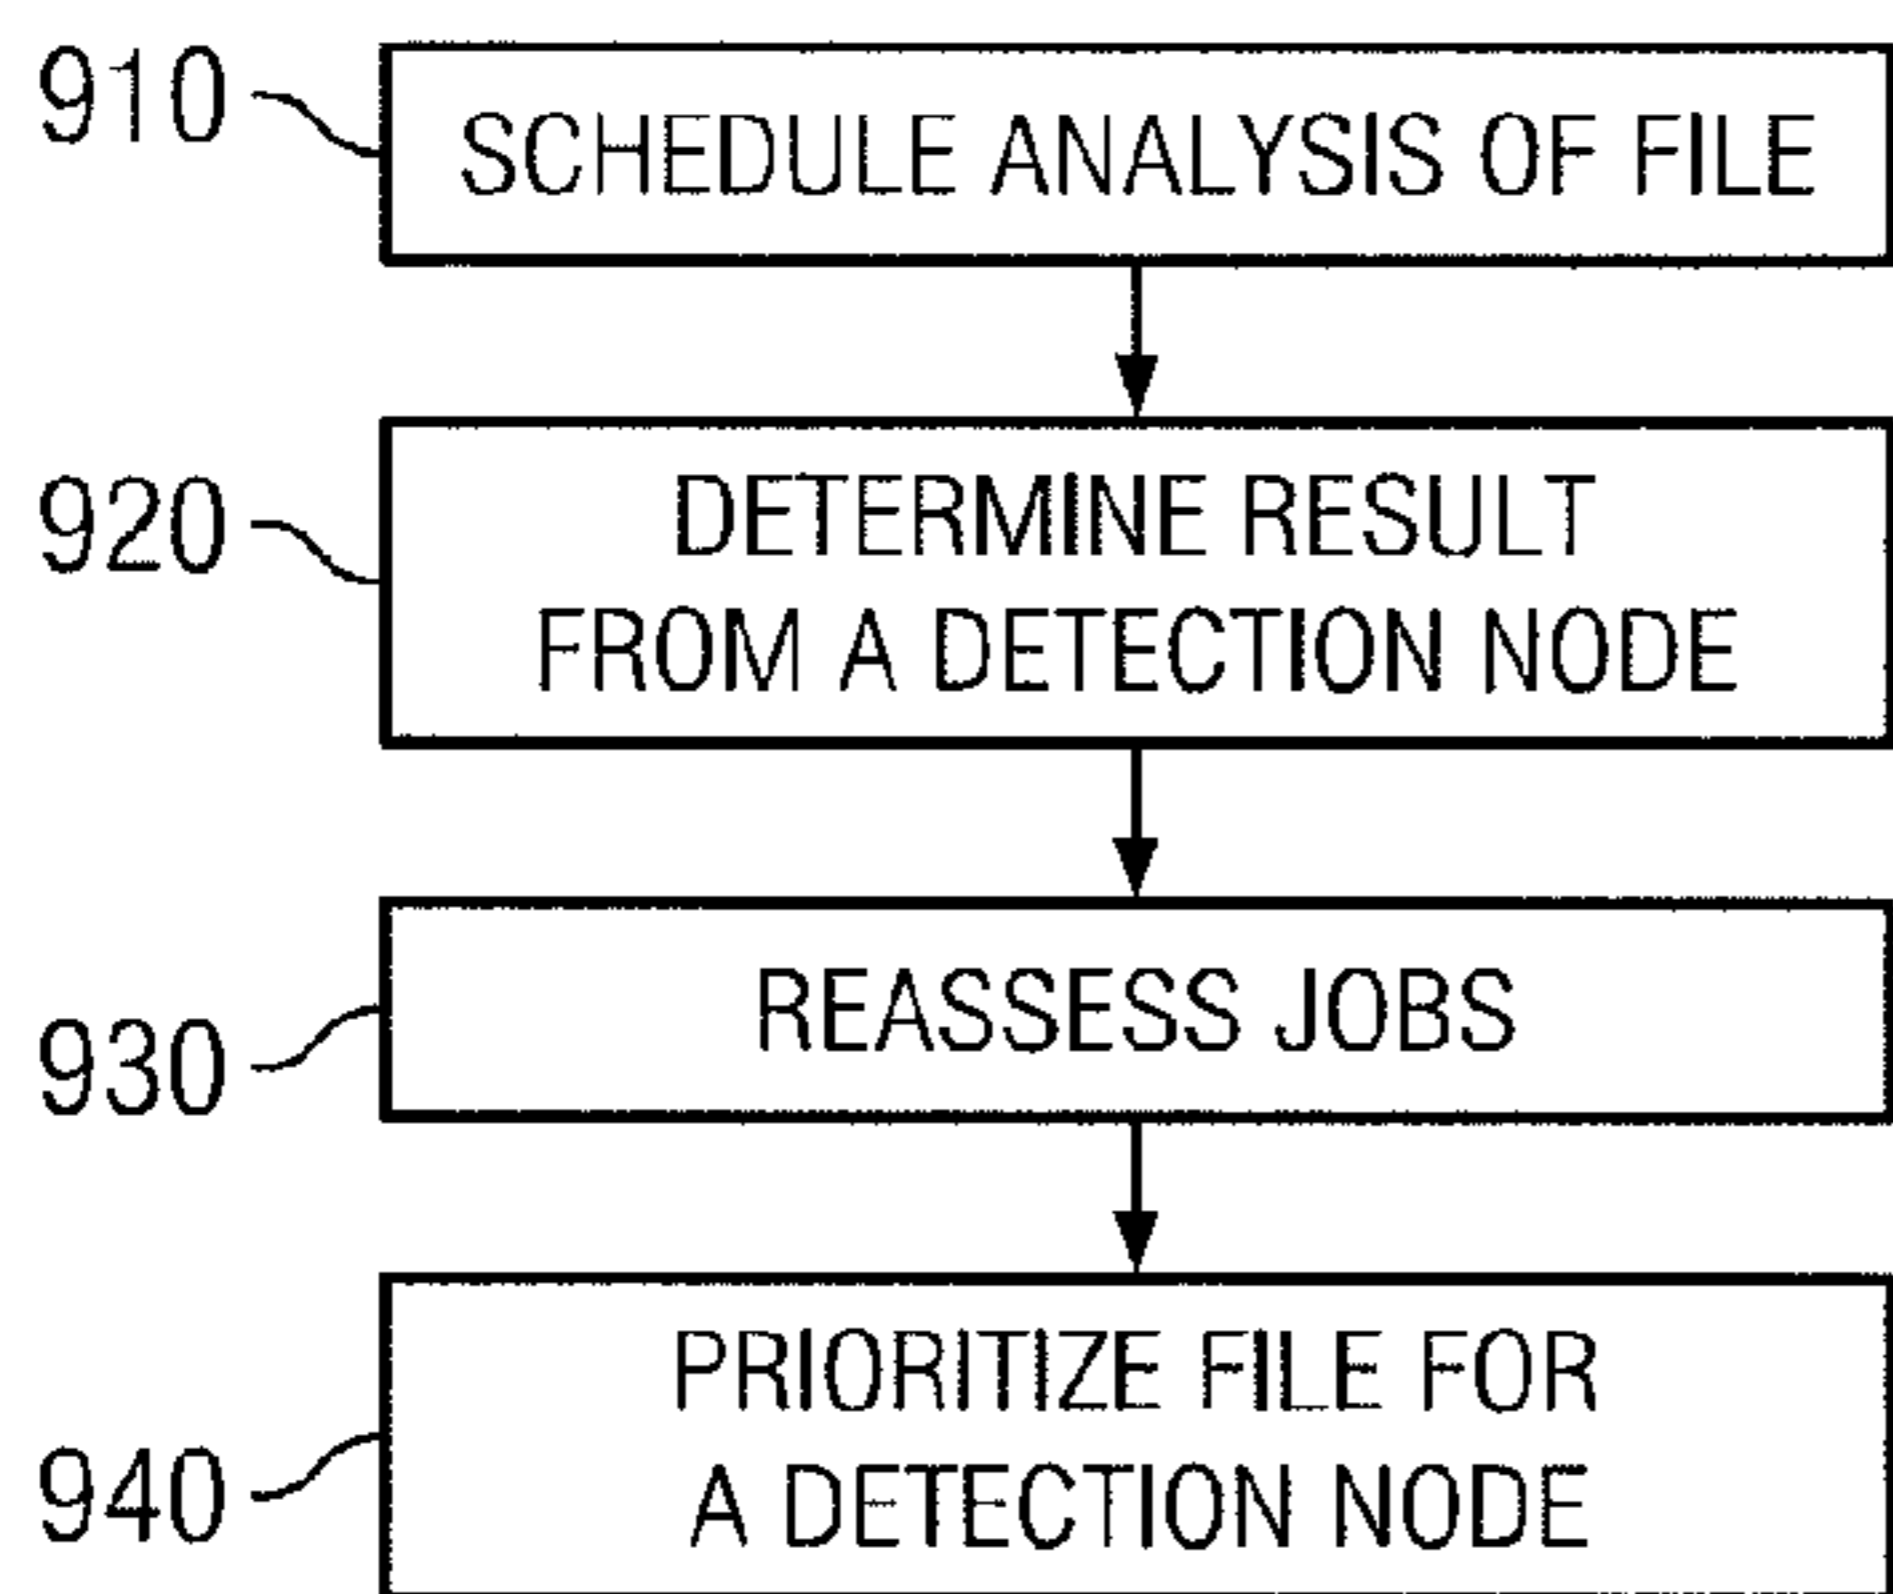 910
SCHEDULE ANALYSIS OF FILE
920
DETERMINE RESULT
FROM A DETECTION NODE
930
REASSESS JOBS
940
PRIORITIZE FILE FOR
A DETECTION NODE